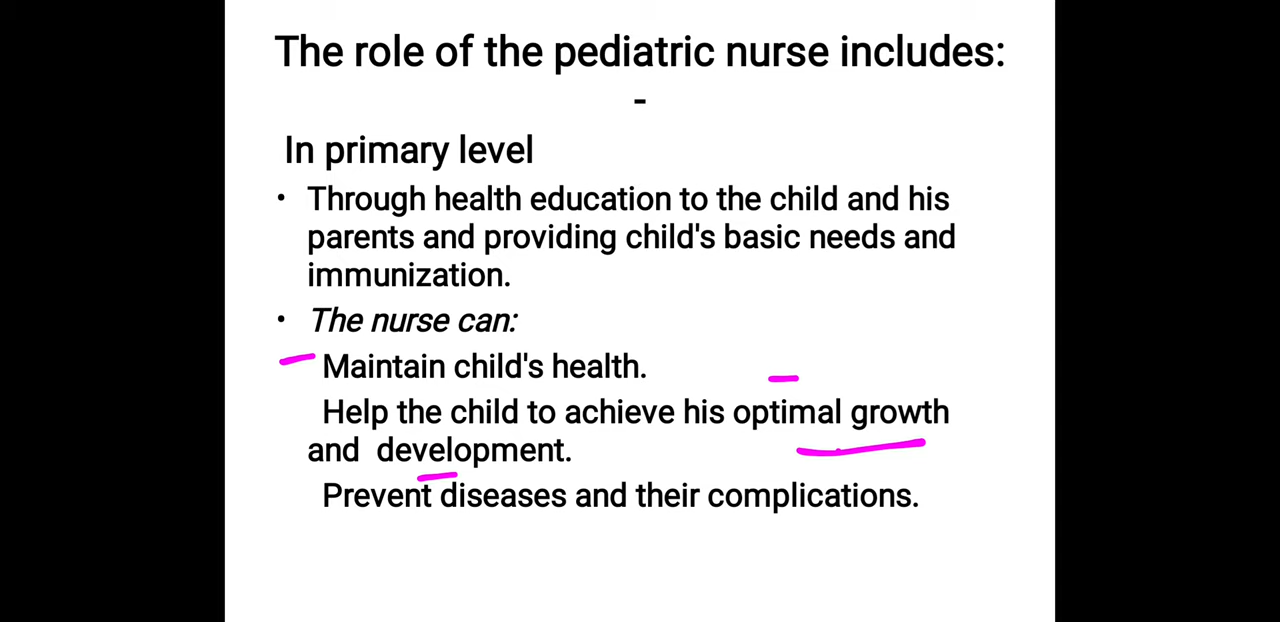 The role of the pediatric nurse includes:
-
In primary level
• Through health education to the child and his
parents and providing child's basic needs and
immunization.
• The nurse can:
Maintain child's health.
Help the child to achieve his optimal growth
and development.
Prevent diseases and their complications.